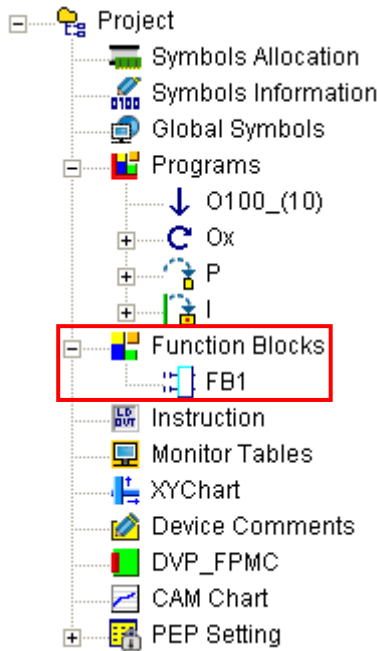 Project
Symbols Allocation
Symbols Information
Global Symbols
Programs
O100_(10)
Ox
P
I
Function Blocks
FB1
Instruction
Monitor Tables
XYChart
Device Comments
DVP_FPMC
CAM Chart
PEP Setting